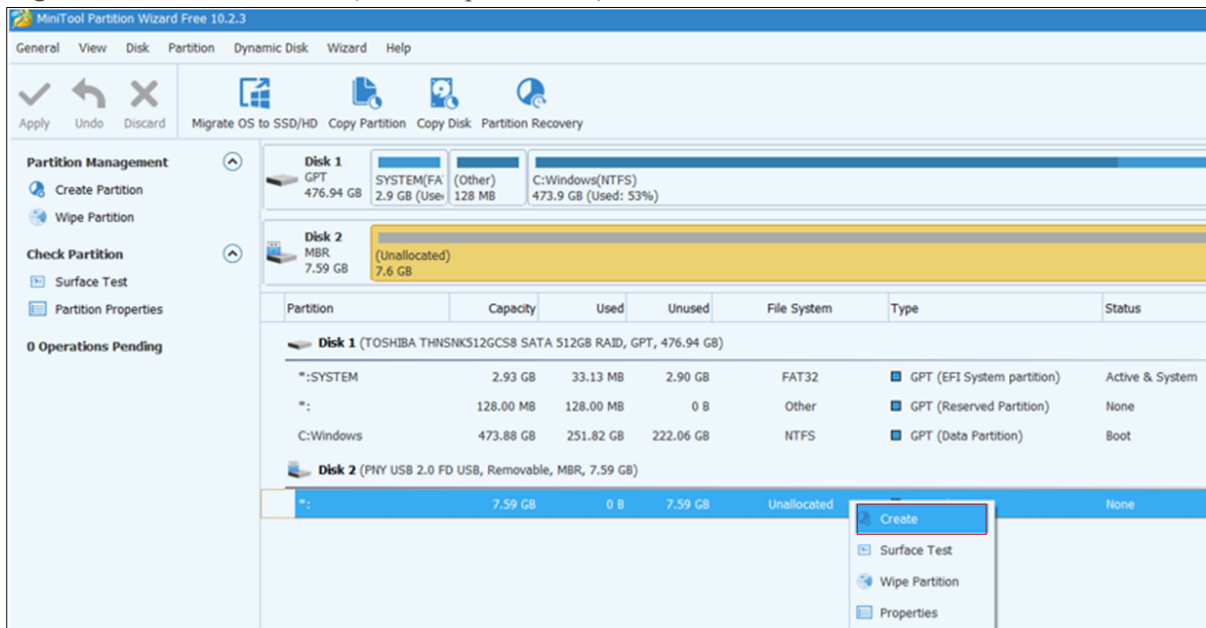 MiniTool Partition Wizard Free 10.2.3
General View Disk Partition Dynamic Disk Wizard Help
Apply Undo Discard Migrate OS to SSD/HD Copy Partition Copy Disk Partition Recovery
Partition Management
Create Partition
Wipe Partition
Check Partition
Surface Test
Partition Properties
0 Operations Pending
Disk 1
GPT
476.94 GB
SYSTEM(FA
2.9 GB (Use
(Other)
128 MB
C:Windows(NTFS)
473.9 GB (Used: 53%)
Disk 2
MBR
7.59 GB
(Unallocated)
7.6 GB
Partition Capacity Used Unused File System Type Status
Disk 1 (TOSHIBA THNSNK512GCS8 SATA 512GB RAID, GPT, 476.94 GB)
*:SYSTEM 2.93 GB 33.13 MB 2.90 GB FAT32 GPT (EFI System partition) Active & System
*: 128.00 MB 128.00 MB 0 B Other GPT (Reserved Partition) None
C:Windows 473.88 GB 251.82 GB 222.06 GB NTFS GPT (Data Partition) Boot
Disk 2 (PNY USB 2.0 FD USB, Removable, MBR, 7.59 GB)
*: 7.59 GB 0 B 7.59 GB Unallocated None
Create
Surface Test
Wipe Partition
Properties